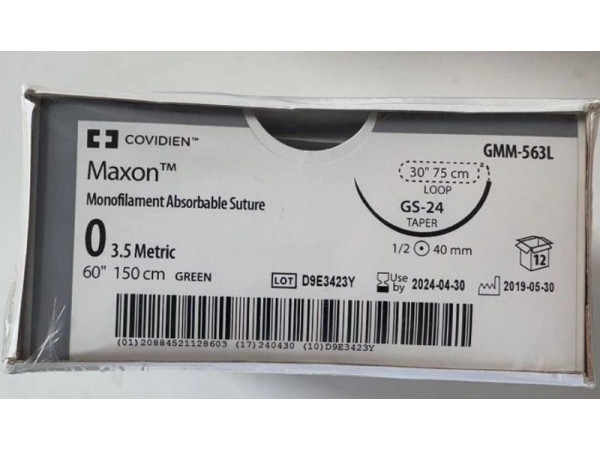 COVIDIEN™
GMM-563L
Maxon™
30" 75 cm
LOOP
Monofilament Absorbable Suture
GS-24
TAPER
0 3.5 Metric
1/2 40 mm
12
60" 150 cm GREEN
LOT D9E3423Y
Use by 2024-04-30
2019-05-30
(01)20884521128603 (17)240430 (10)D9E3423Y